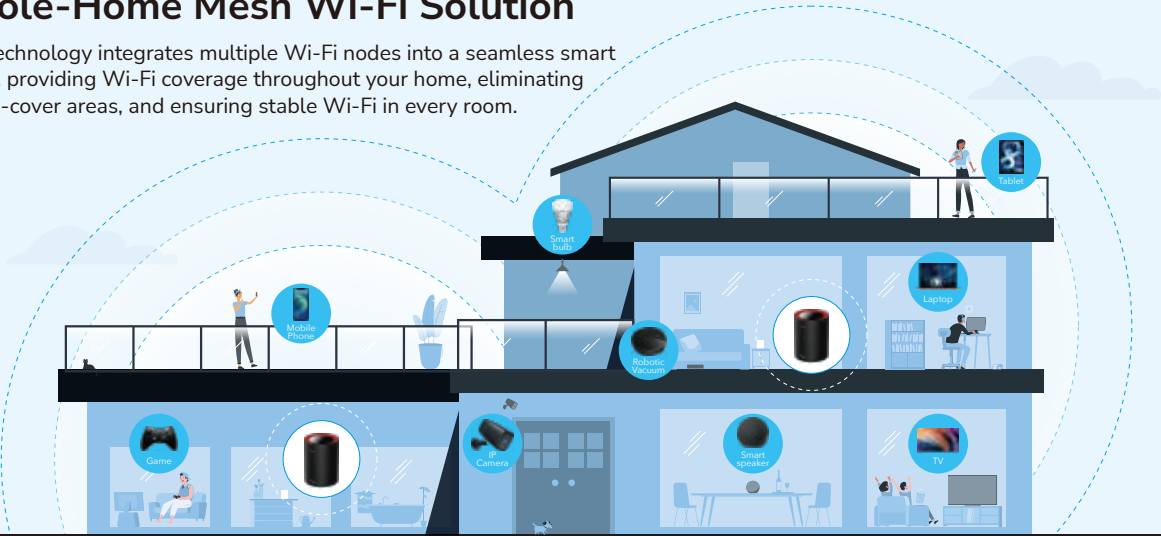 ole-Home Mesh Wi-Fi Solution
echnology integrates multiple Wi-Fi nodes into a seamless smart
, providing Wi-Fi coverage throughout your home, eliminating
-cover areas, and ensuring stable Wi-Fi in every room.
Tablet
Smart
bulb
Laptop
Mobile
Phone
Robotic
Vacuum
Game
IP
Camera
Smart
speaker
TV